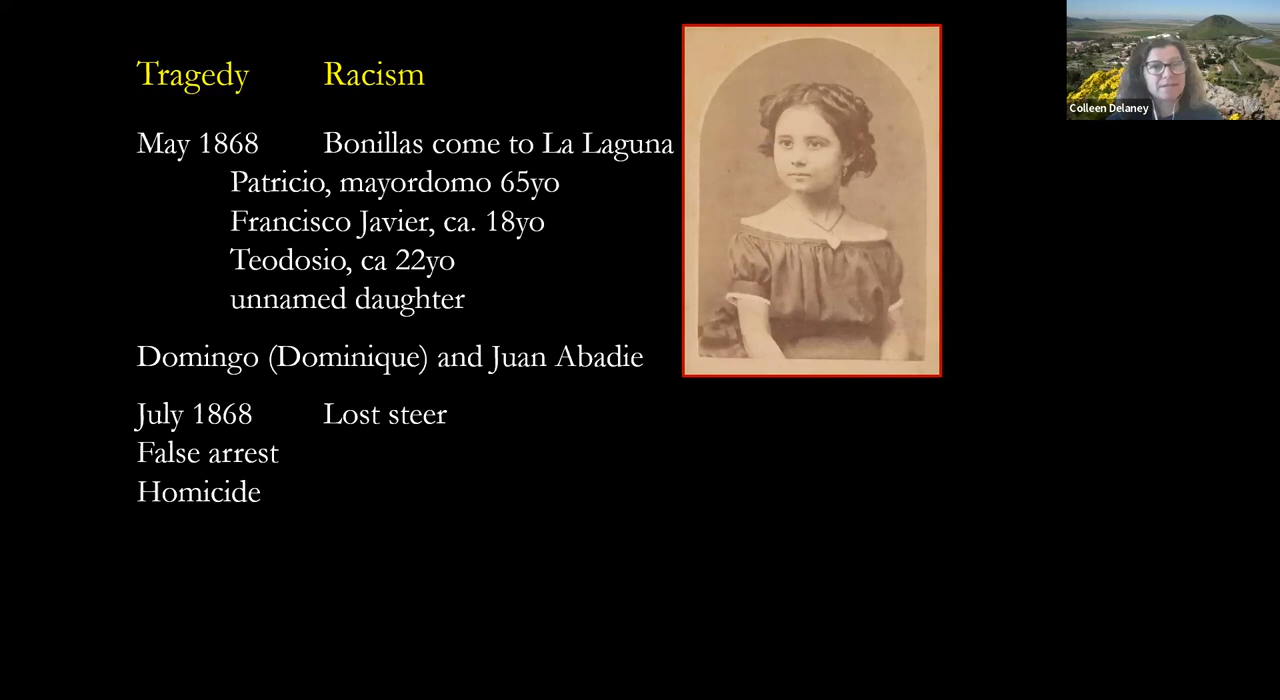 Tragedy Racism
May 1868 Bonillas come to La Laguna
Patricio, mayordomo 65yo
Francisco Javier, ca. 18yo
Teodosio, ca 22yo
unnamed daughter
Domingo (Dominique) and Juan Abadie
July 1868 Lost steer
False arrest
Homicide
Colleen Delaney